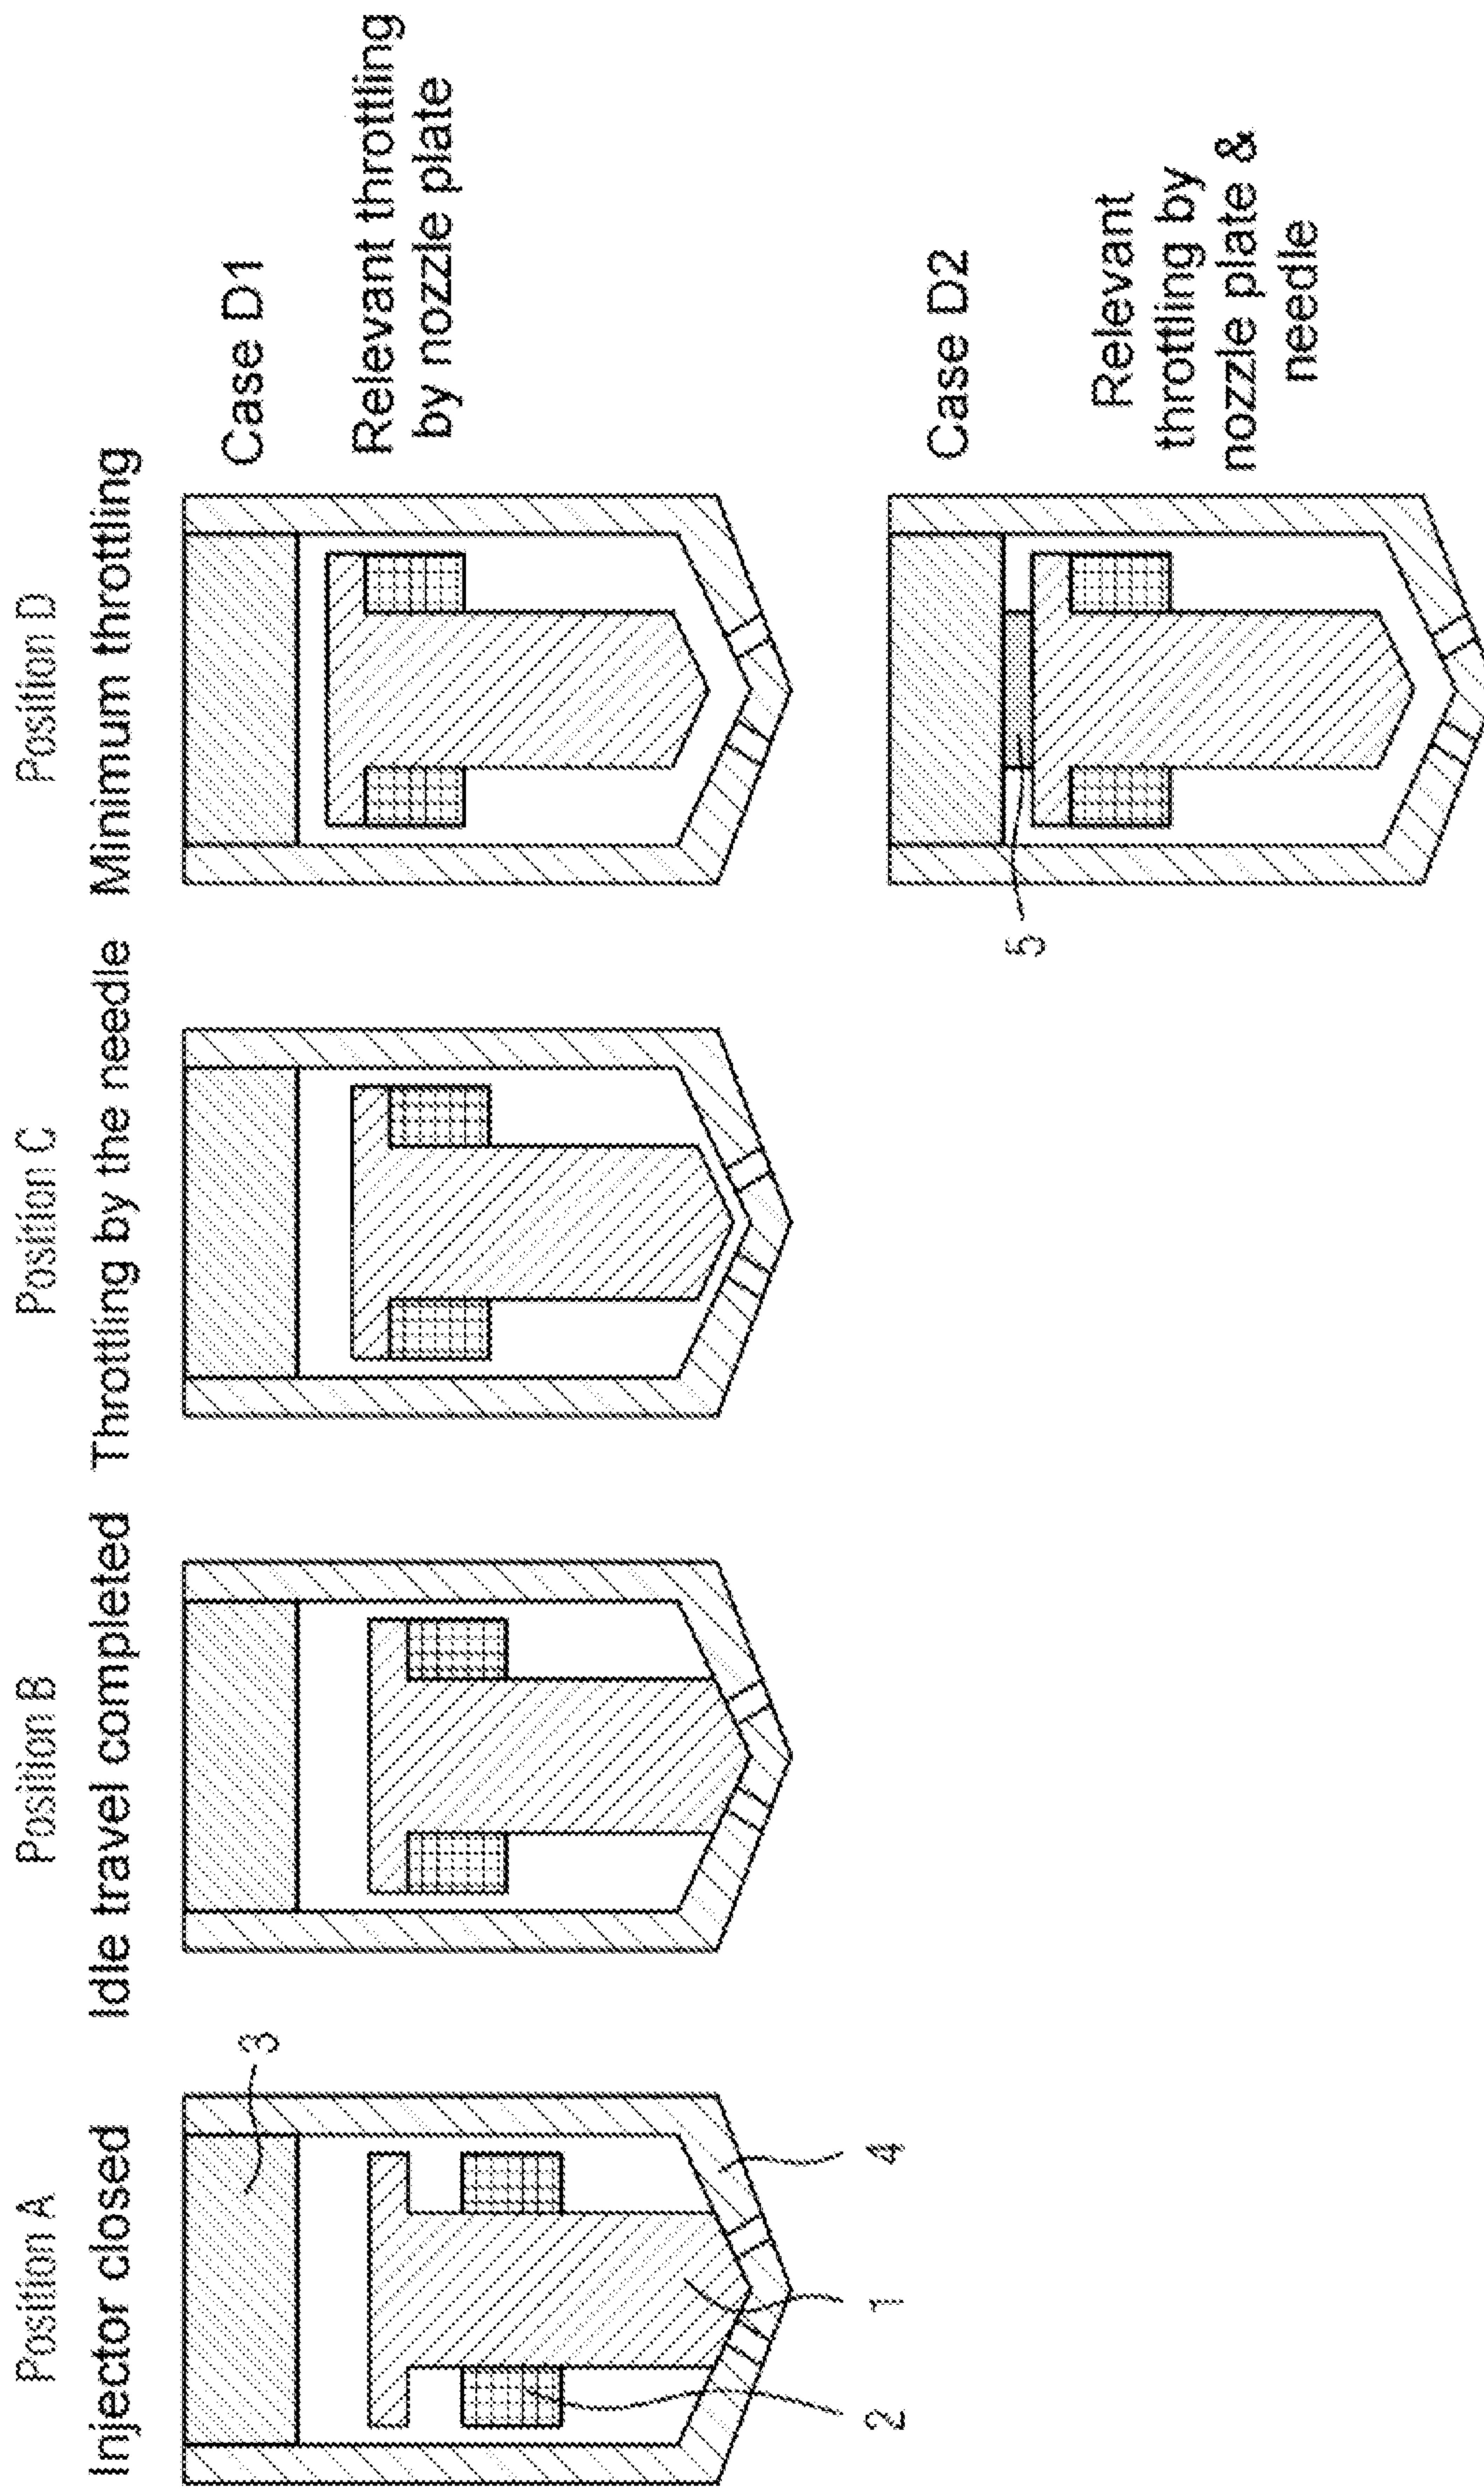 Position A
Injector closed
3
2
1
4
Position B
Idle travel completed
Position C
Throttling by the needle
Position D
Minimum throttling
Case D1
Relevant throttling
by nozzle plate
5
Case D2
Relevant
throttling by
nozzle plate &
needle